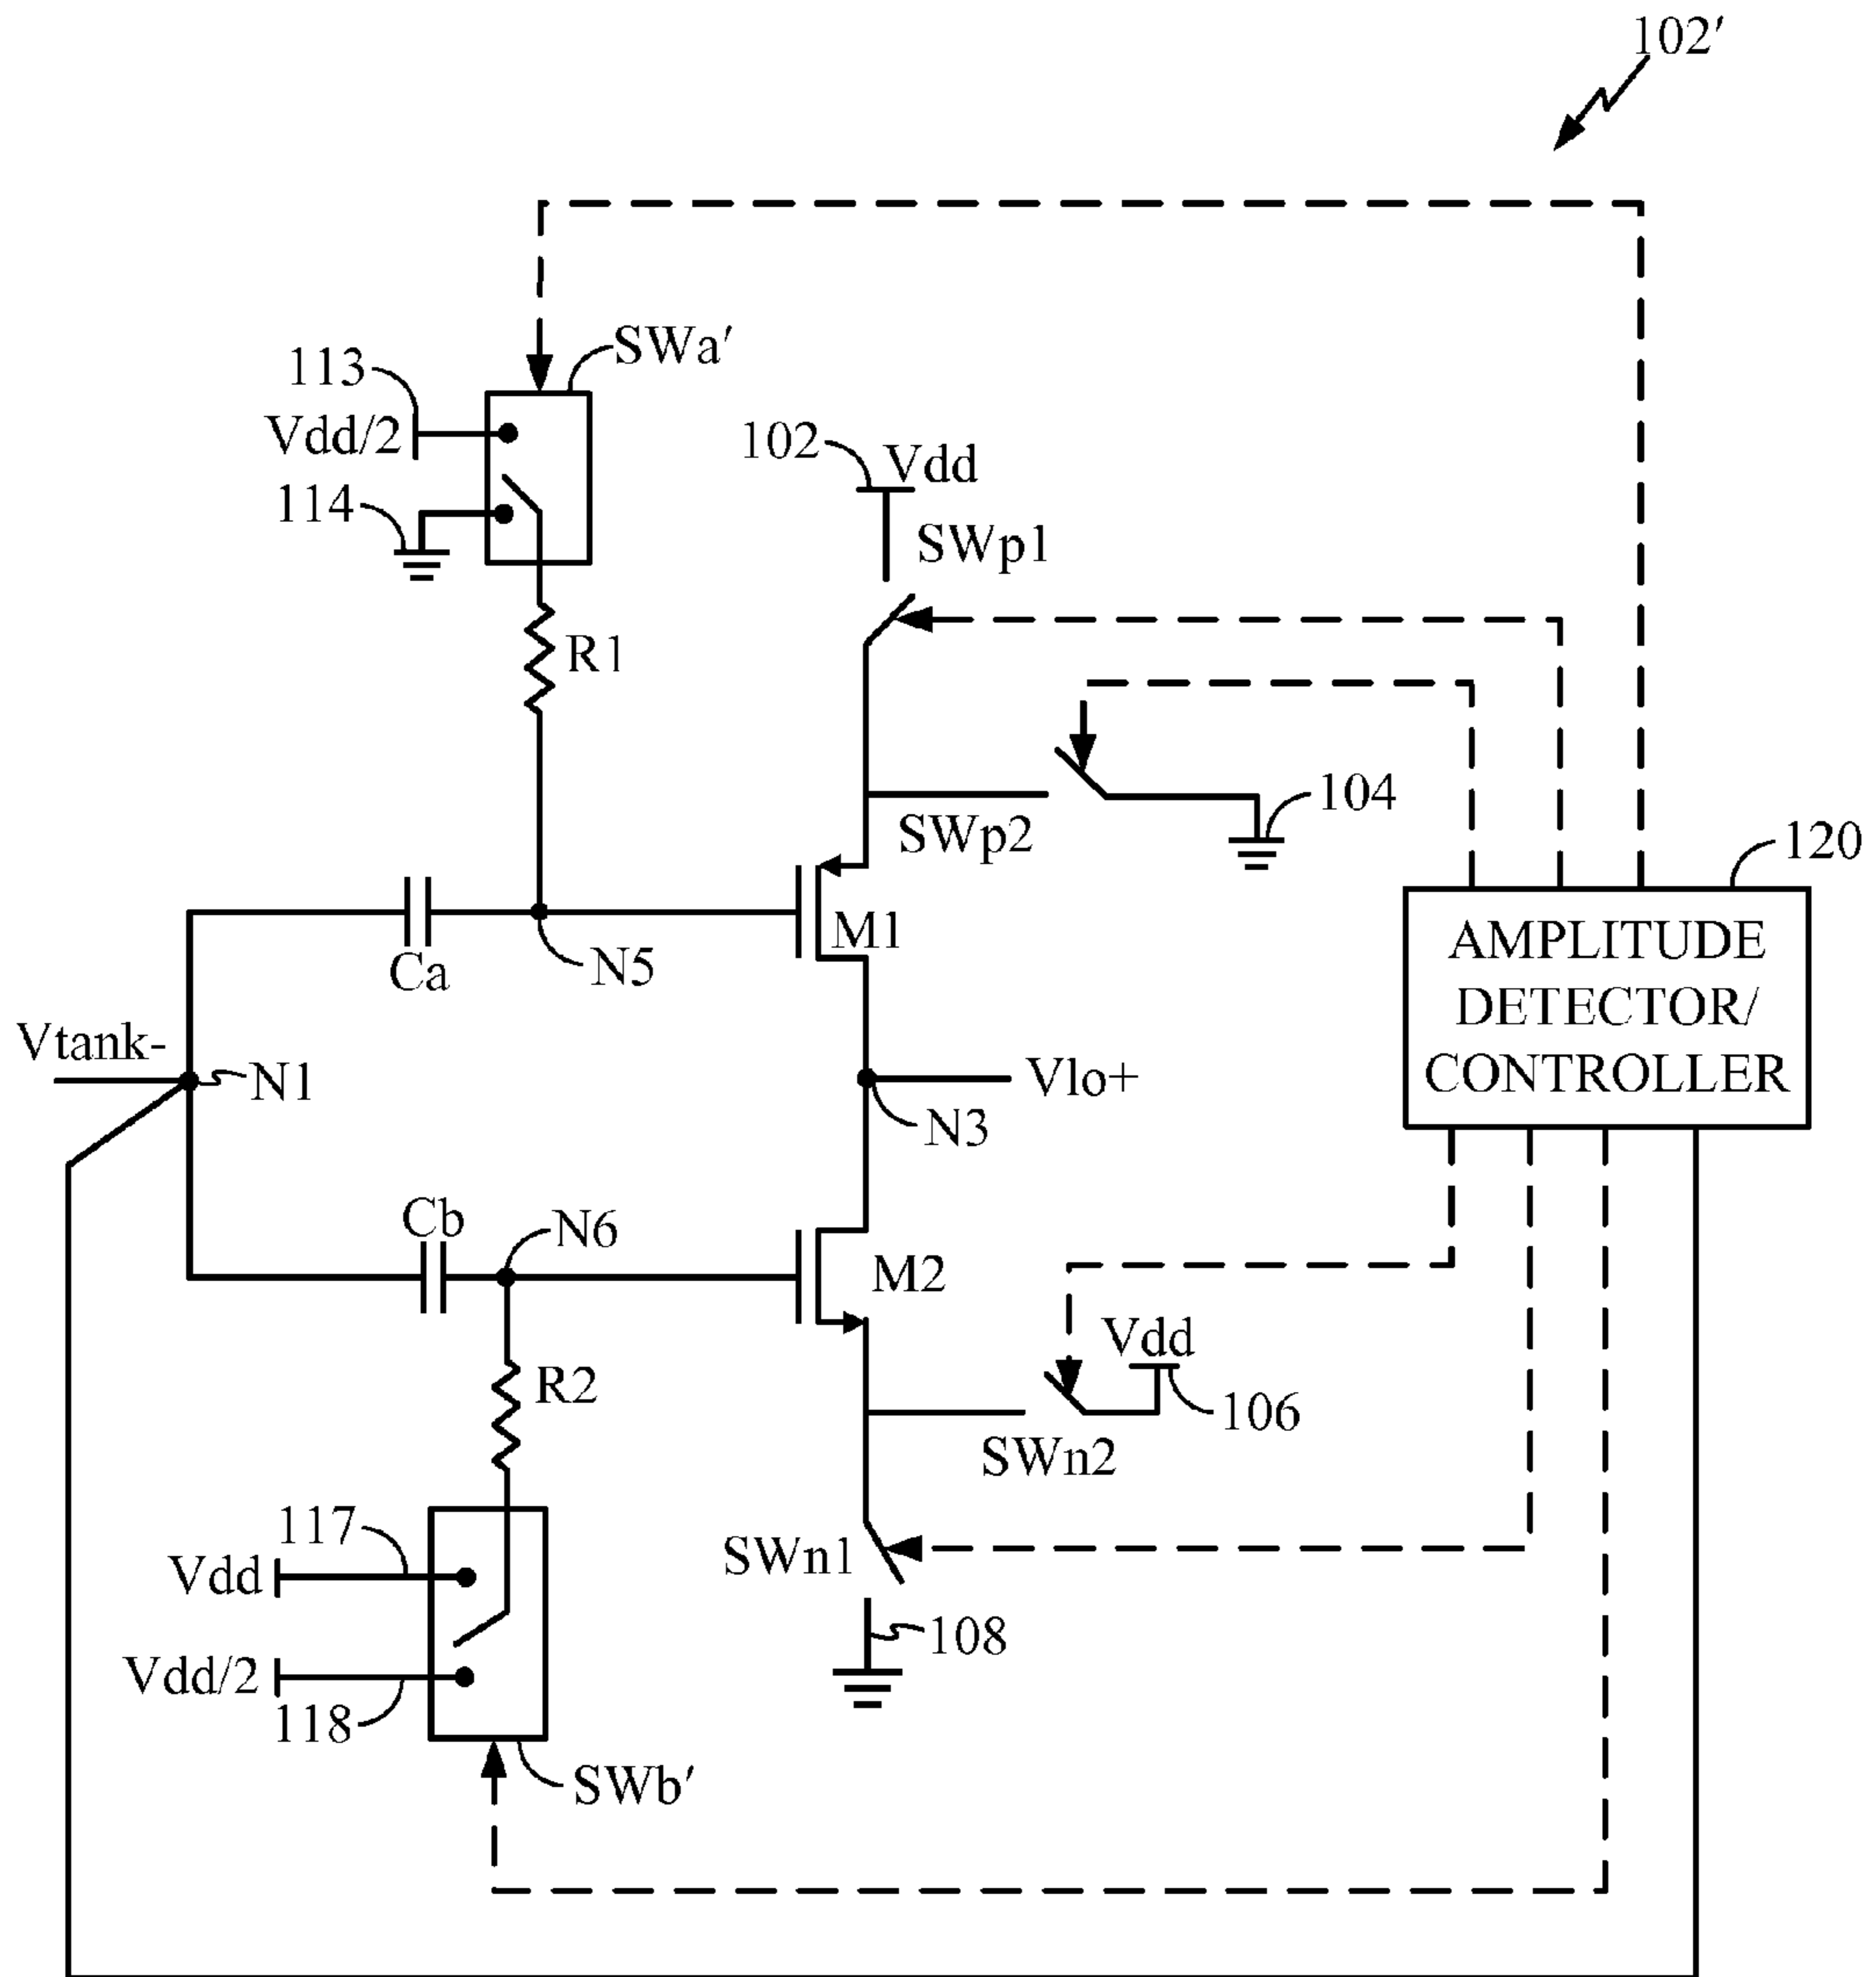 102′
SWa′
113
Vdd/2
114
102
Vdd
SWp1
R1
SWp2
104
120
AMPLITUDE
DETECTOR/
CONTROLLER
M1
Ca
N5
Vtank-
N1
Vlo+
N3
Cb
N6
M2
R2
Vdd
106
SWn2
117
Vdd
SWn1
108
Vdd/2
118
SWb′